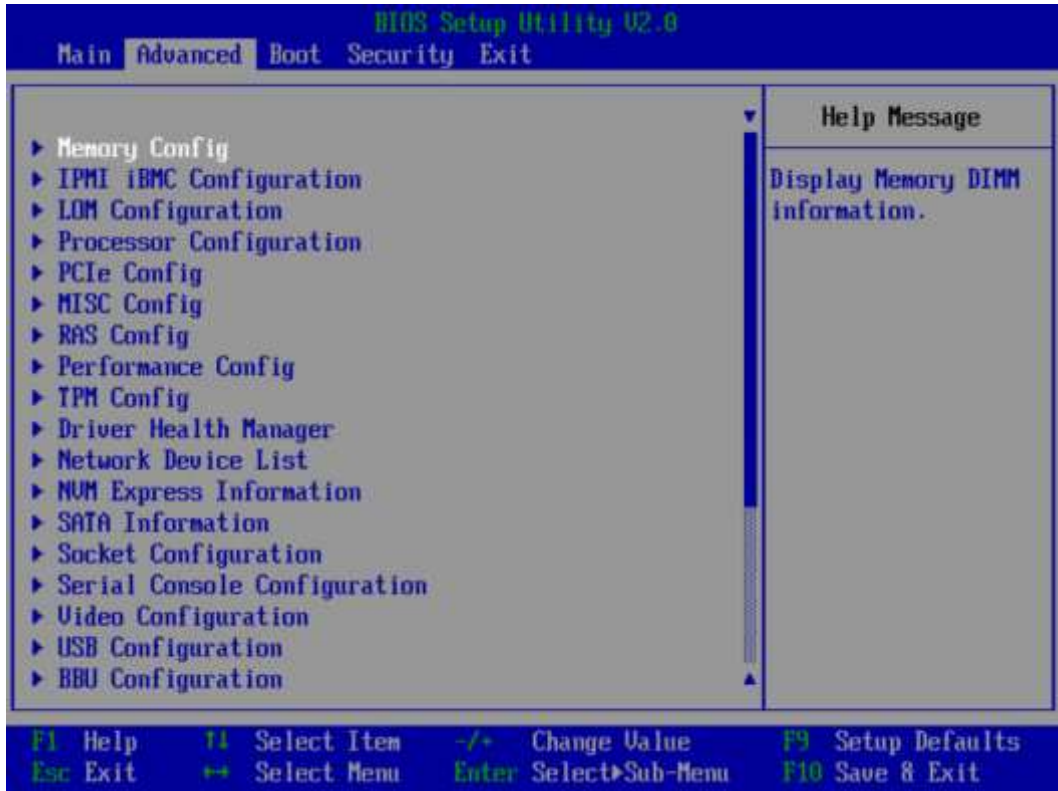 BIOS Setup Utility V2.0
Main Advanced Boot Security Exit
Help Message
Display Memory DIMM
information.
▶ Memory Config
▶ IPMI iBMC Configuration
▶ LOM Configuration
▶ Processor Configuration
▶ PCIe Config
▶ MISC Config
▶ RAS Config
▶ Performance Config
▶ TPM Config
▶ Driver Health Manager
▶ Network Device List
▶ NVM Express Information
▶ SATA Information
▶ Socket Configuration
▶ Serial Console Configuration
▶ Video Configuration
▶ USB Configuration
▶ BBU Configuration
F1 Help ↑↓ Select Item -/+ Change Value F9 Setup Defaults
Esc Exit ↔ Select Menu Enter Select▶Sub-Menu F10 Save & Exit